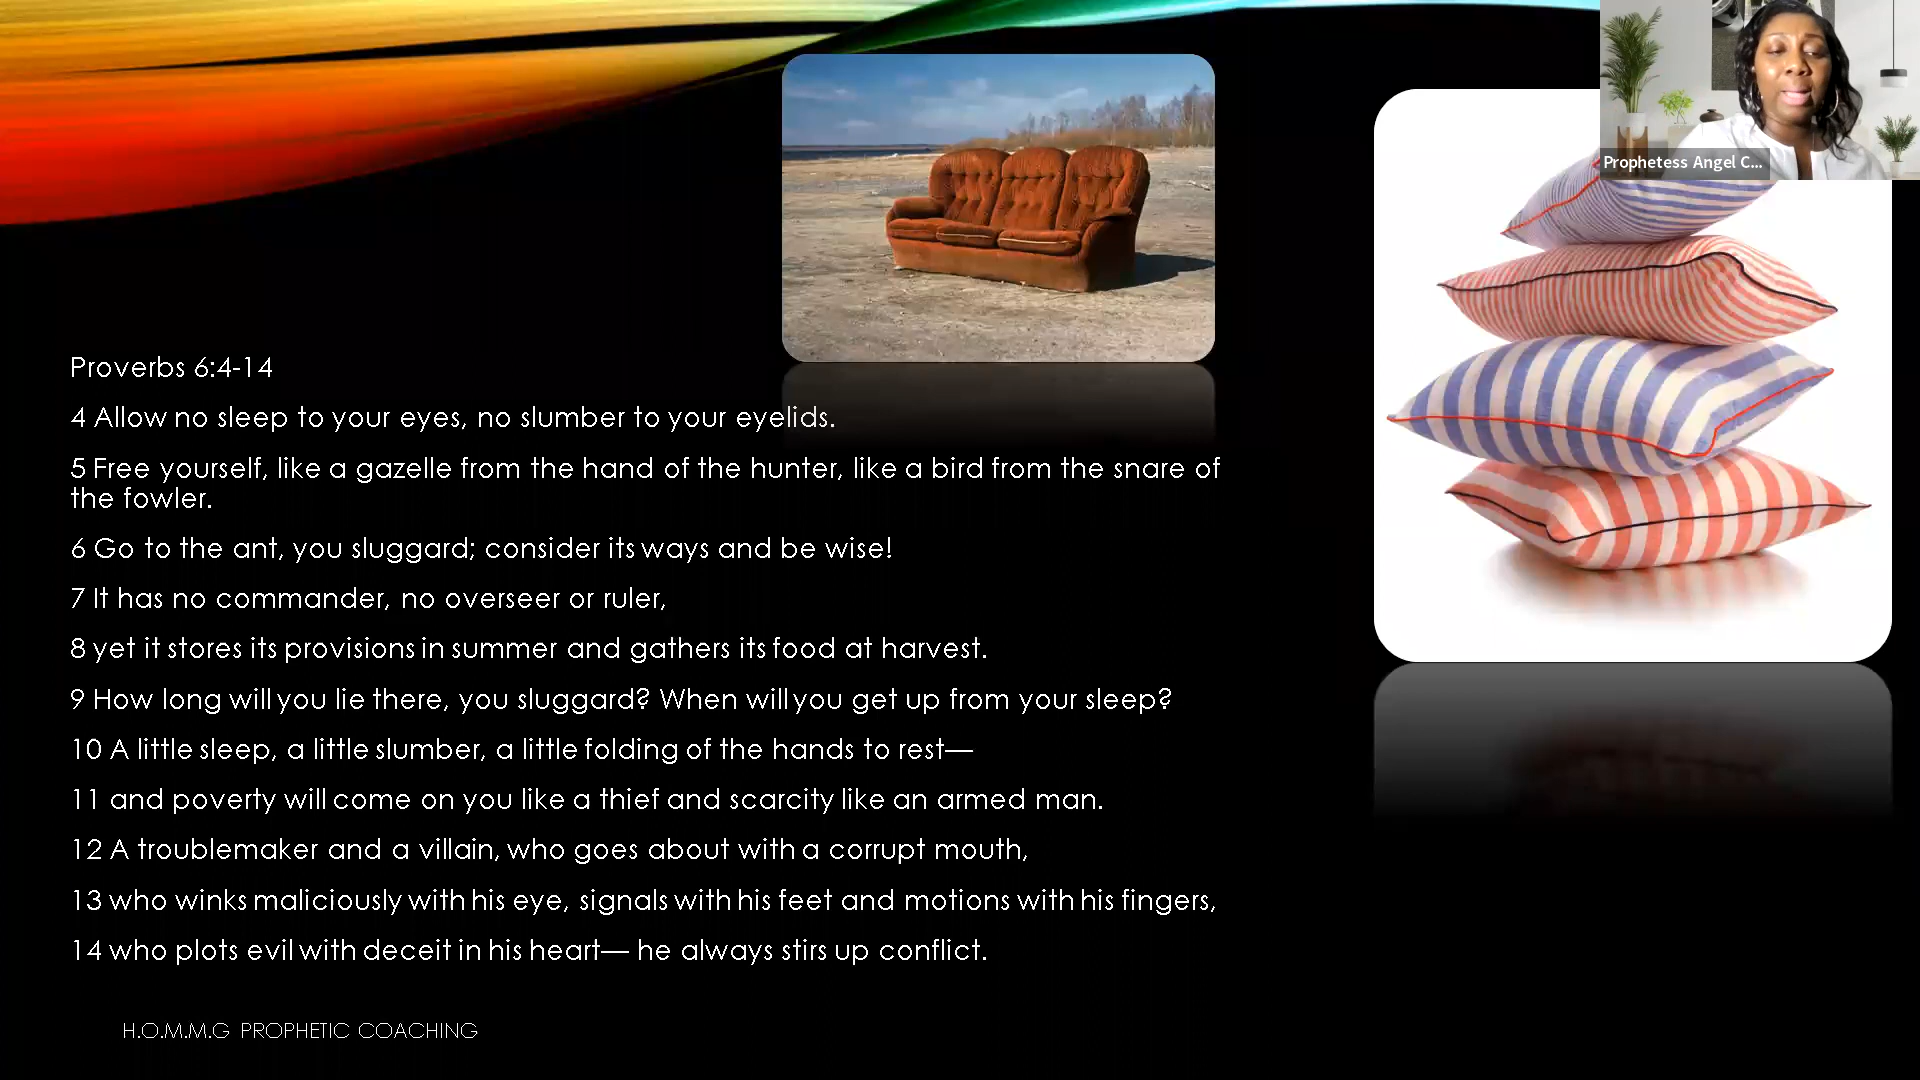 Prophetess Angel C...
Proverbs 6:4-14
4 Allow no sleep to your eyes, no slumber to your eyelids.
5 Free yourself, like a gazelle from the hand of the hunter, like a bird from the snare of
the fowler.
6 Go to the ant, you sluggard; consider its ways and be wise!
7 It has no commander, no overseer or ruler,
8 yet it stores its provisions in summer and gathers its food at harvest.
9 How long will you lie there, you sluggard? When will you get up from your sleep?
10 A little sleep, a little slumber, a little folding of the hands to rest—
11 and poverty will come on you like a thief and scarcity like an armed man.
12 A troublemaker and a villain, who goes about with a corrupt mouth,
13 who winks maliciously with his eye, signals with his feet and motions with his fingers,
14 who plots evil with deceit in his heart— he always stirs up conflict.
H.O.M.M.G PROPHETIC COACHING